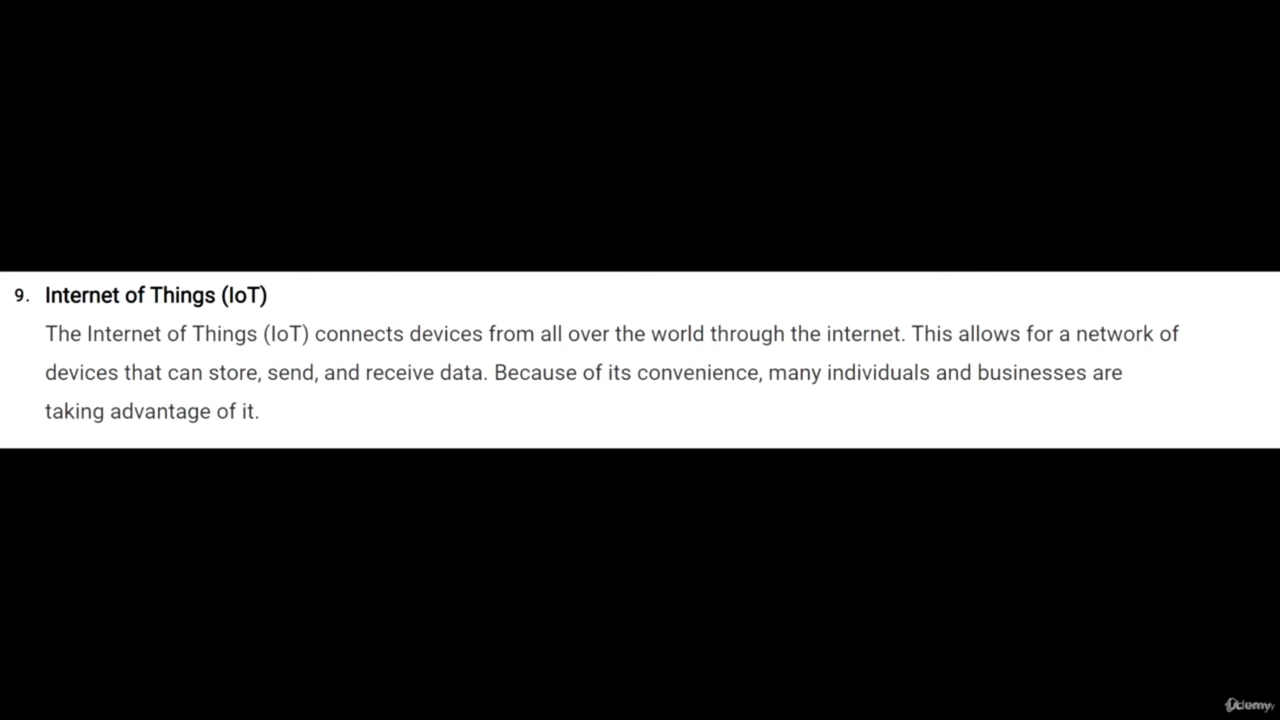 9. Internet of Things (IoT)
The Internet of Things (IoT) connects devices from all over the world through the internet. This allows for a network of
devices that can store, send, and receive data. Because of its convenience, many individuals and businesses are
taking advantage of it.
Udemy